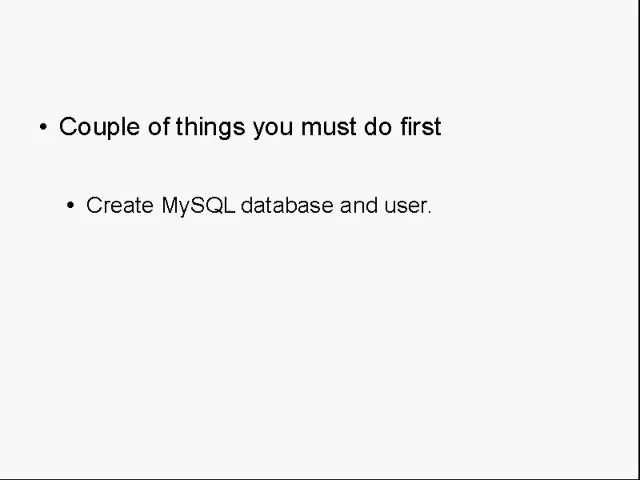 • Couple of things you must do first
• Create MySQL database and user.